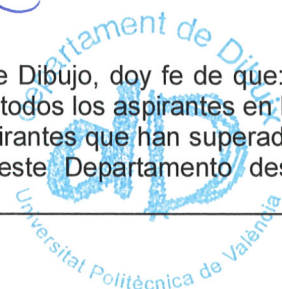 e Dibujo, doy fe de que:
todos los aspirantes en l
irantes que han superad
este Departamento des
Departament de Dibuix
Universitat Politècnica de València